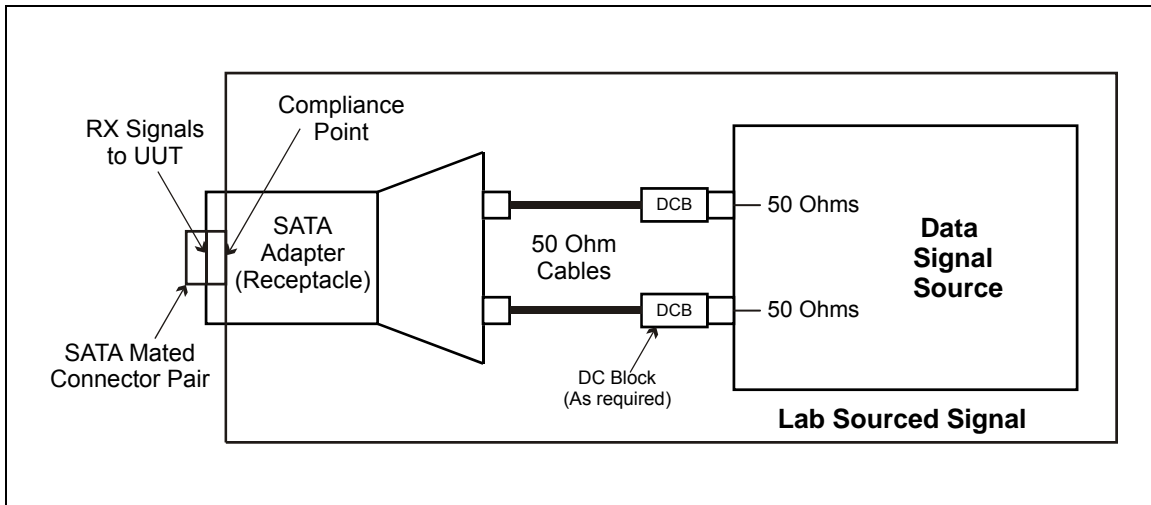 RX Signals
to UUT
Compliance
Point
SATA
Adapter
(Receptacle)
SATA Mated
Connector Pair
50 Ohm
Cables
DCB
50 Ohms
DCB
50 Ohms
DC Block
(As required)
Data
Signal
Source
Lab Sourced Signal